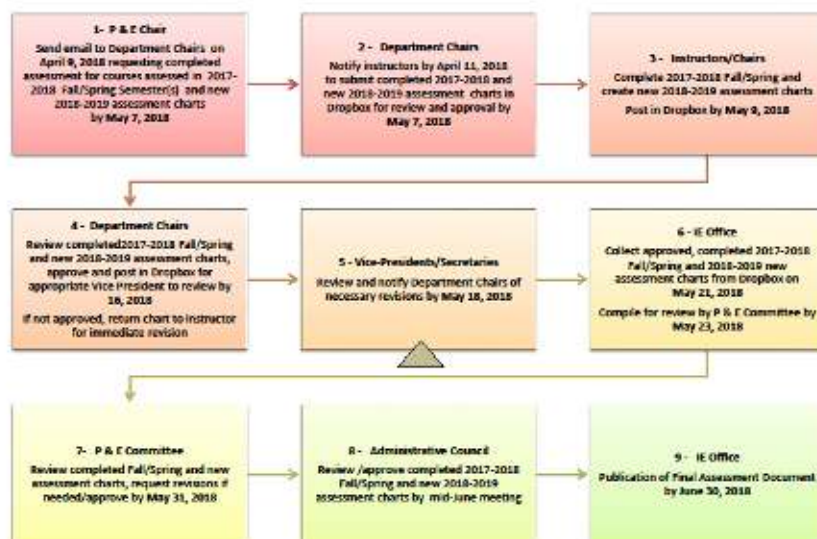 1- P & E Chair
Send email to Department Chairs on
April 9, 2018 requesting completed
assessment for courses assessed in 2017-
2018 Fall/Spring Semester(s) and new
2018-2019 assessment charts
by May 7, 2018
2 - Department Chairs
Notify instructors by April 11, 2018
to submit completed 2017-2018 and
new 2018-2019 assessment charts in
Dropbox for review and approval by
May 7, 2018
3 - Instructors/Chairs
Complete 2017-2018 Fall/Spring and
create new 2018-2019 assessment charts
Post in Dropbox by May 9, 2018
4 - Department Chairs
Review completed2017-2018 Fall/Spring
and new 2018-2019 assessment charts,
approve and post in Dropbox for
appropriate Vice President to review by
16, 2018
If not approved, return chart to instructor
for immediate revision
5 - Vice-Presidents/Secretaries
Review and notify Department Chairs of
necessary revisions by May 18, 2018
6 - IE Office
Collect approved, completed 2017-2018
Fall/Spring and 2018-2019 new
assessment charts from Dropbox on
May 21, 2018
Compile for review by P & E Committee by
May 23, 2018
7- P & E Committee
Review completed Fall/Spring and new
assessment charts, request revisions if
needed/approve by May 31, 2018
8 - Administrative Council
Review /approve completed 2017-2018
Fall/Spring and new 2018-2019
assessment charts by mid-June meeting
9 - IE Office
Publication of Final Assessment Document
by June 30, 2018